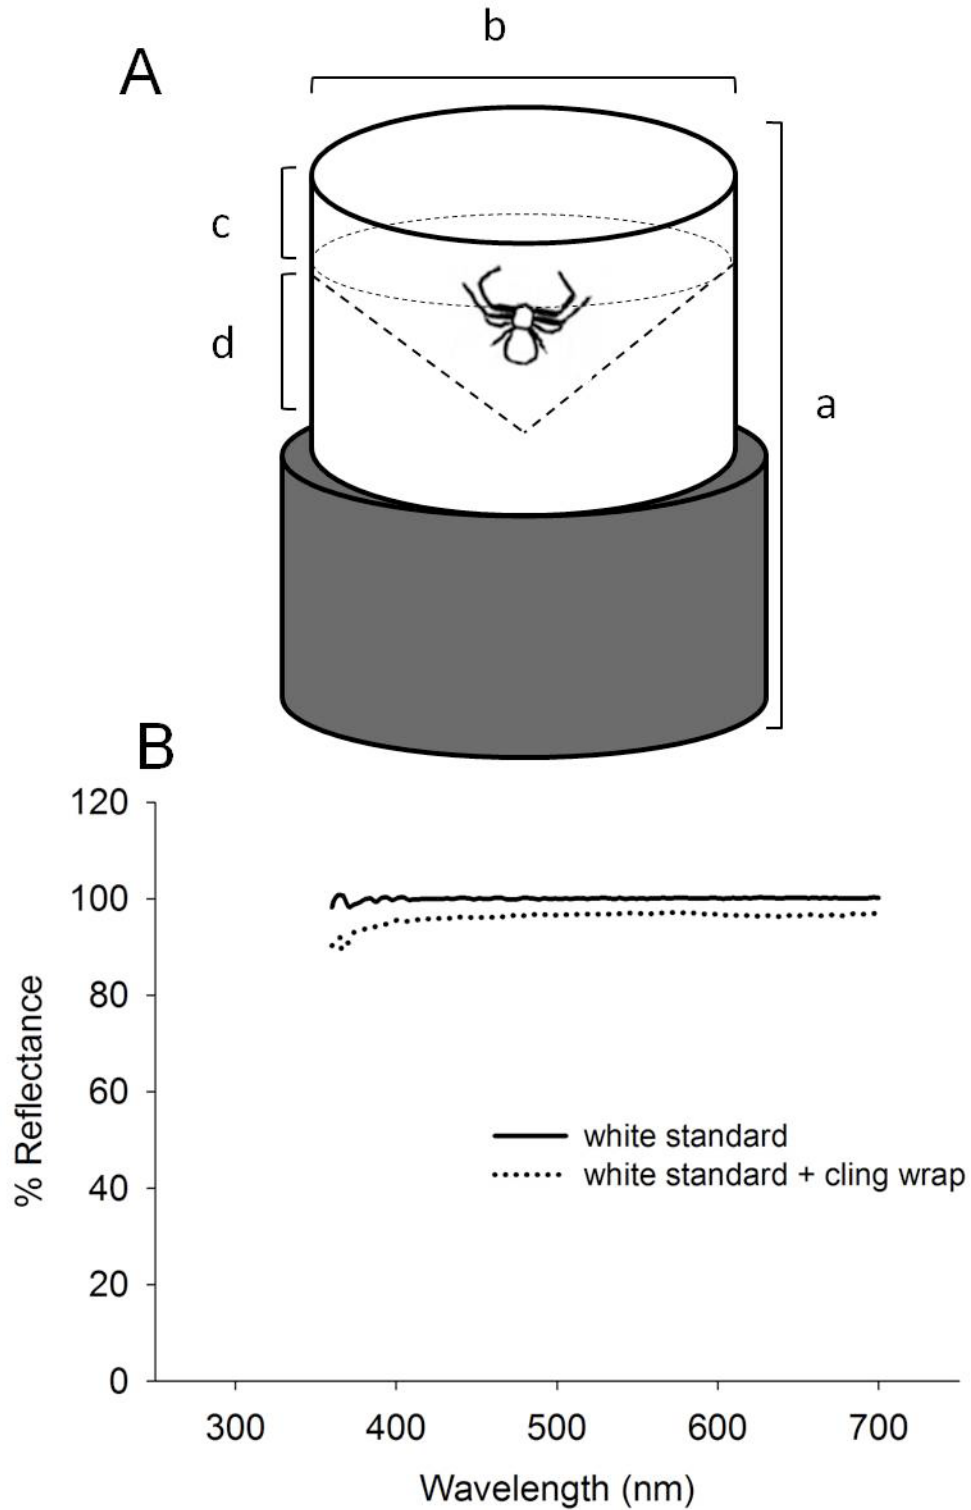 A
b
c
d
a
B
120
100
80
60
40
20
0
% Reflectance
white standard
white standard + cling wrap
300 400 500 600 700
Wavelength (nm)